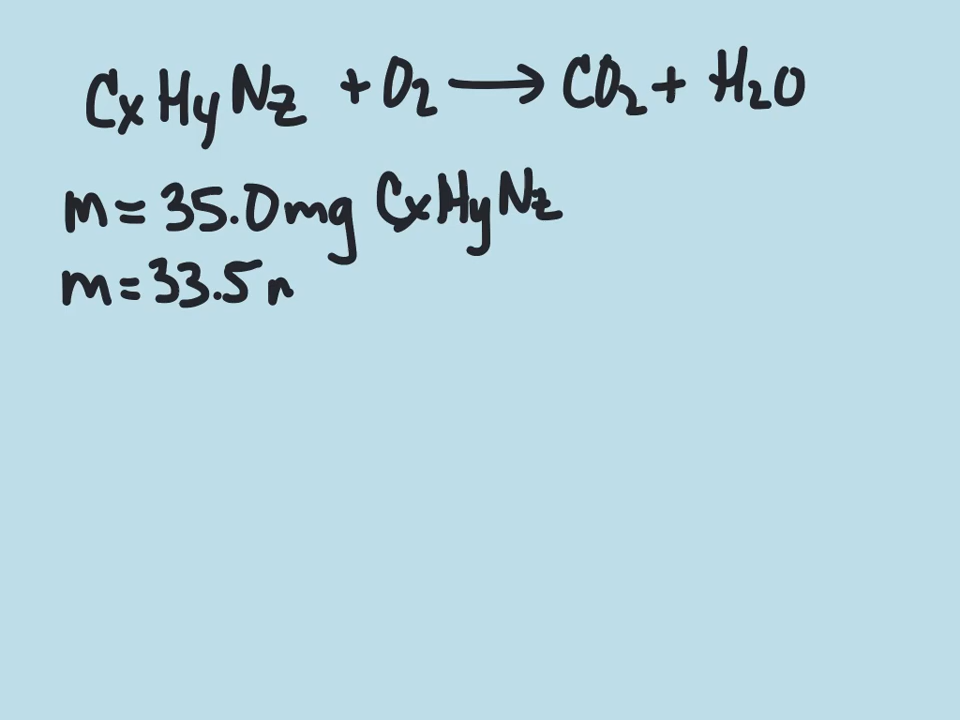 CxHyNz + O2 → CO2 + H2O
m = 35.0mg CxHyNz
m = 33.5 m